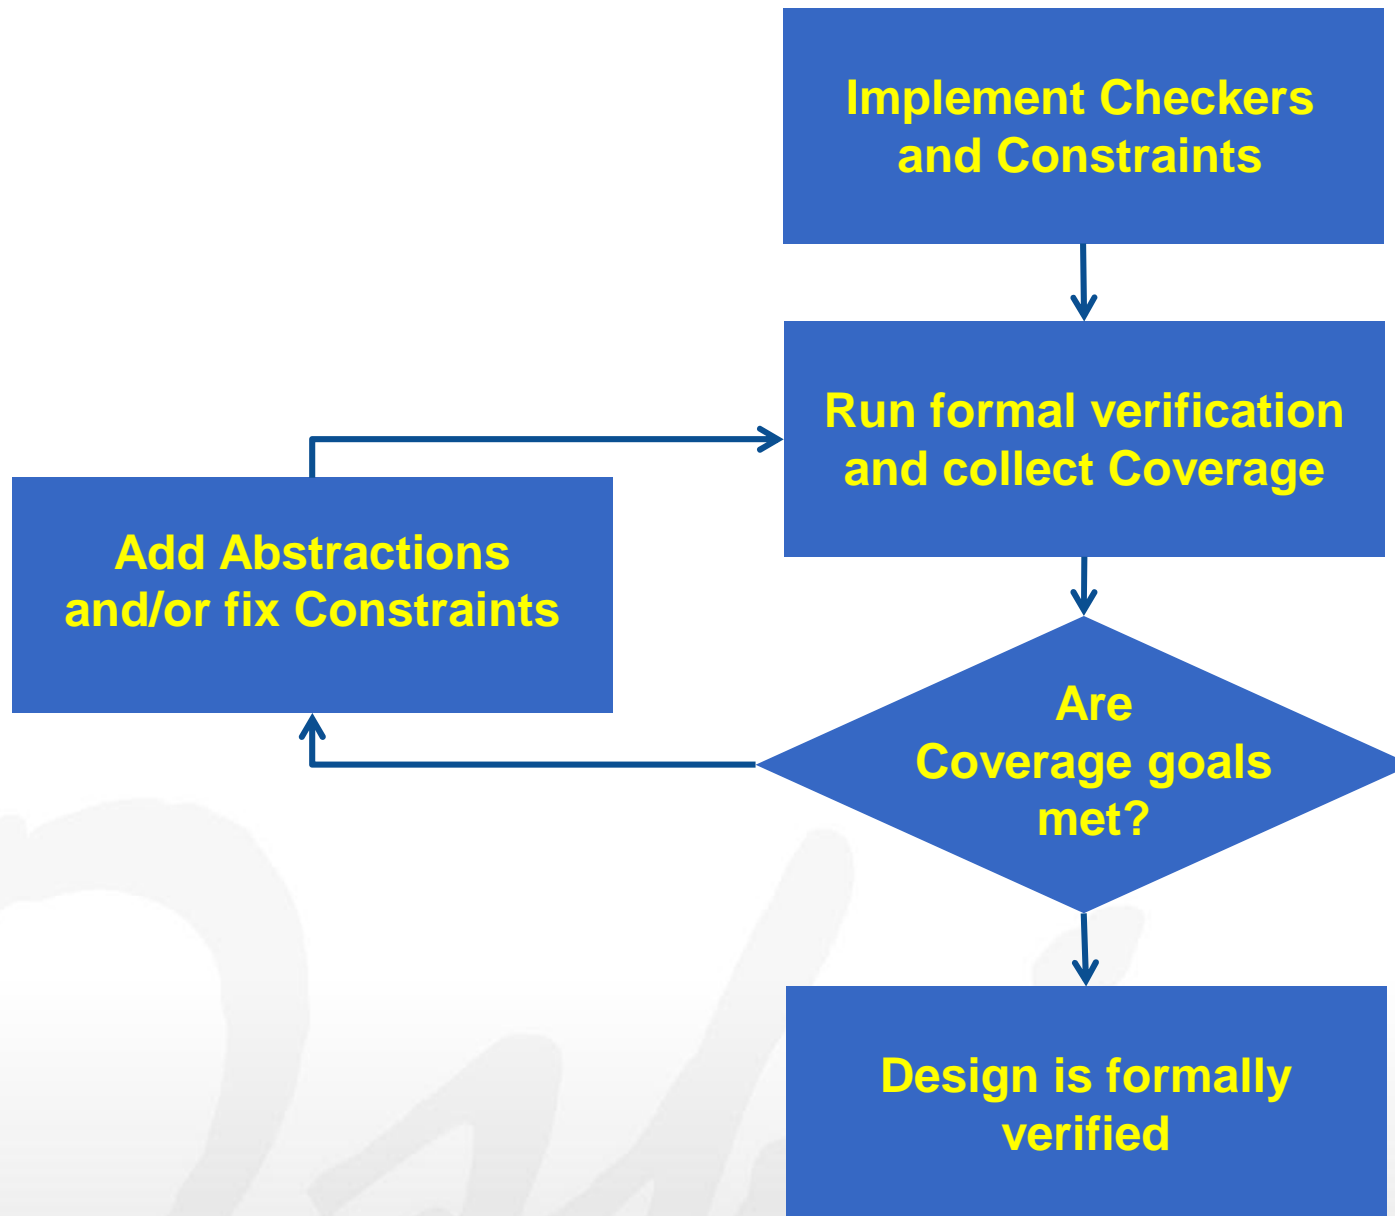 Implement Checkers
and Constraints
Run formal verification
and collect Coverage
Add Abstractions
and/or fix Constraints
Are
Coverage goals
met?
Design is formally
verified